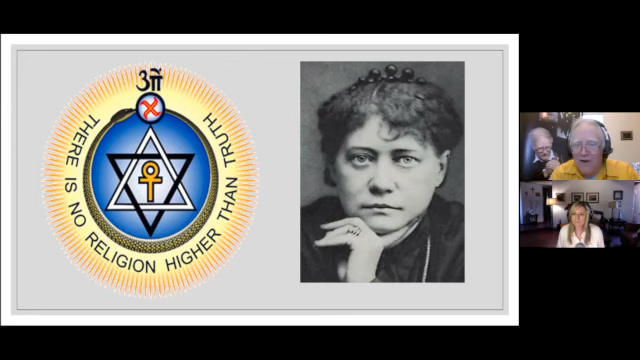 ॐ
THERE IS NO RELIGION HIGHER THAN TRUTH